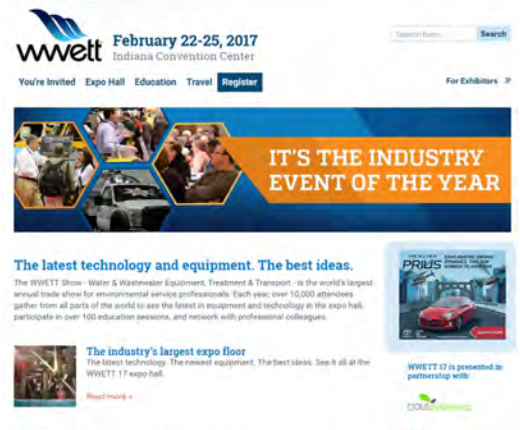 wwett
February 22-25, 2017
Indiana Convention Center
Search
You're Invited Expo Hall Education Travel Register
For Exhibitors »
IT'S THE INDUSTRY
EVENT OF THE YEAR
The latest technology and equipment. The best ideas.
The WWETT Show - Water & Wastewater Equipment, Treatment & Transport - is the world's largest
annual trade show for environmental service professionals. Each year, over 10,000 attendees
gather from all parts of the world to see the latest in equipment and technology in the expo hall,
participate in over 100 education sessions, and network with professional colleagues.
PRIUS
The industry's largest expo floor
The latest technology. The newest equipment. The best ideas. See it all at the
WWETT 17 expo hall.
Read more »
WWETT 17 is presented in
partnership with:
COLE